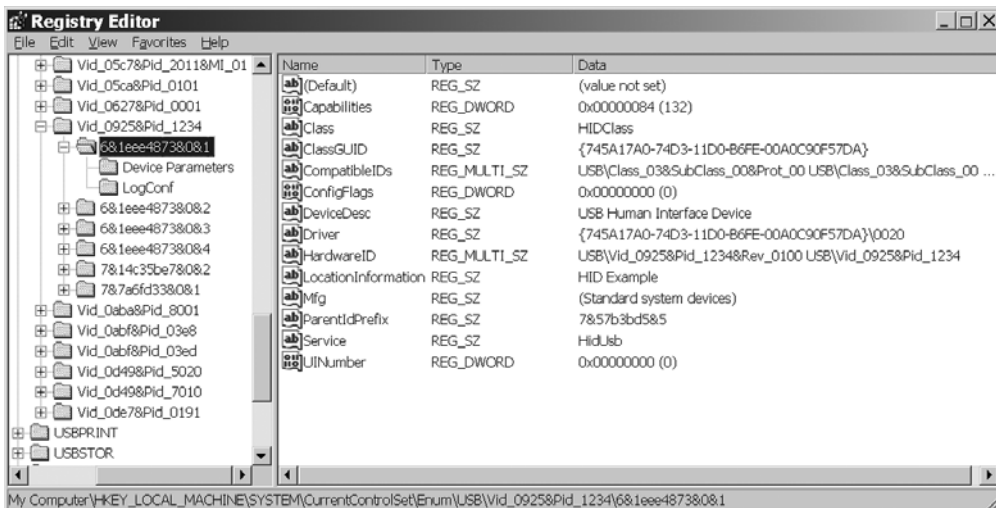 Registry Editor
File Edit View Favorites Help
Vid_05c7&Pid_2011&MI_01
Vid_05ca&Pid_0101
Vid_0627&Pid_0001
Vid_0925&Pid_1234
6&1eee4873&0&1
Device Parameters
LogConf
6&1eee4873&0&2
6&1eee4873&0&3
6&1eee4873&0&4
7&14c35be7&0&2
7&7a6fd33&0&1
Vid_0aba&Pid_8001
Vid_0abf&Pid_03e8
Vid_0abf&Pid_03ed
Vid_0d49&Pid_5020
Vid_0d49&Pid_7010
Vid_0de7&Pid_0191
USBPRINT
USBSTOR
Name Type Data
(Default) REG_SZ (value not set)
Capabilities REG_DWORD 0x00000084 (132)
Class REG_SZ HIDClass
ClassGUID REG_SZ {745A17A0-74D3-11D0-B6FE-00A0C90F57DA}
CompatibleIDs REG_MULTI_SZ USB\Class_03&SubClass_00&Prot_00 USB\Class_03&SubClass_00 ...
ConfigFlags REG_DWORD 0x00000000 (0)
DeviceDesc REG_SZ USB Human Interface Device
Driver REG_SZ {745A17A0-74D3-11D0-B6FE-00A0C90F57DA}\0020
HardwareID REG_MULTI_SZ USB\Vid_0925&Pid_1234&Rev_0100 USB\Vid_0925&Pid_1234
LocationInformation REG_SZ HID Example
Mfg REG_SZ (Standard system devices)
ParentIdPrefix REG_SZ 7&57b3bd5&5
Service REG_SZ HidUsb
UINumber REG_DWORD 0x00000000 (0)
My Computer\HKEY_LOCAL_MACHINE\SYSTEM\CurrentControlSet\Enum\USB\Vid_0925&Pid_1234\6&1eee4873&0&1